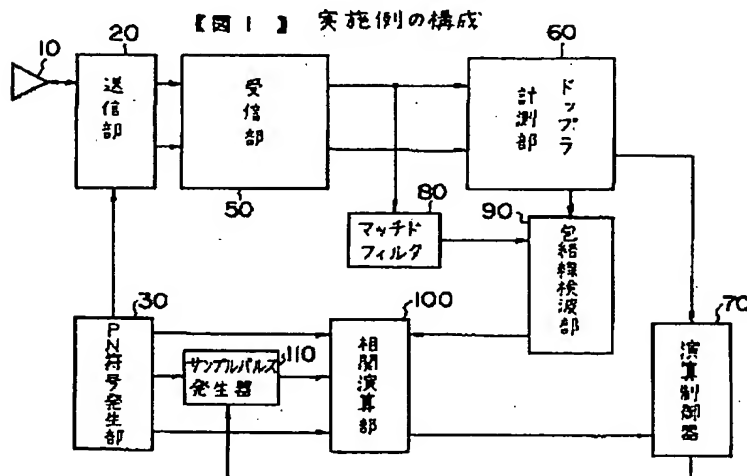 【図1】 実施例の構成
10
20
送信部
受信部
50
60
ドップラ
計測部
80
マッチド
フィルタ
90
包絡線検波部
30
PN符号発生部
サンプルパルス
発生器
110
100
相関演算部
70
演算制御器